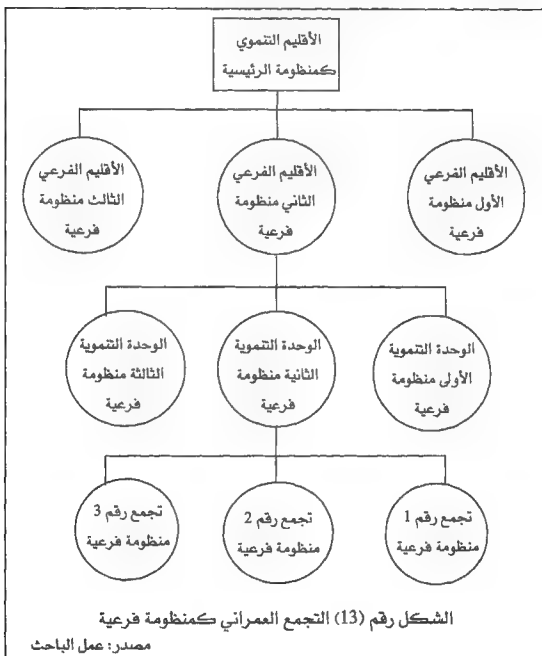 الأقليم التنموي
كمنظومة الرئيسية
الأقليم الفرعي
الأول منظومة
فرعية
الأقليم الفرعي
الثاني منظومة
فرعية
الأقليم الفرعي
الثالث منظومة
فرعية
الوحدة التنموية
الأولى منظومة
فرعية
الوحدة التنموية
الثانية منظومة
فرعية
الوحدة التنموية
الثالثة منظومة
فرعية
تجمع رقم 1
منظومة فرعية
تجمع رقم 2
منظومة فرعية
تجمع رقم 3
منظومة فرعية
الشكل رقم (13) التجمع العمراني كمنظومة فرعية
مصدر: عمل الباحث